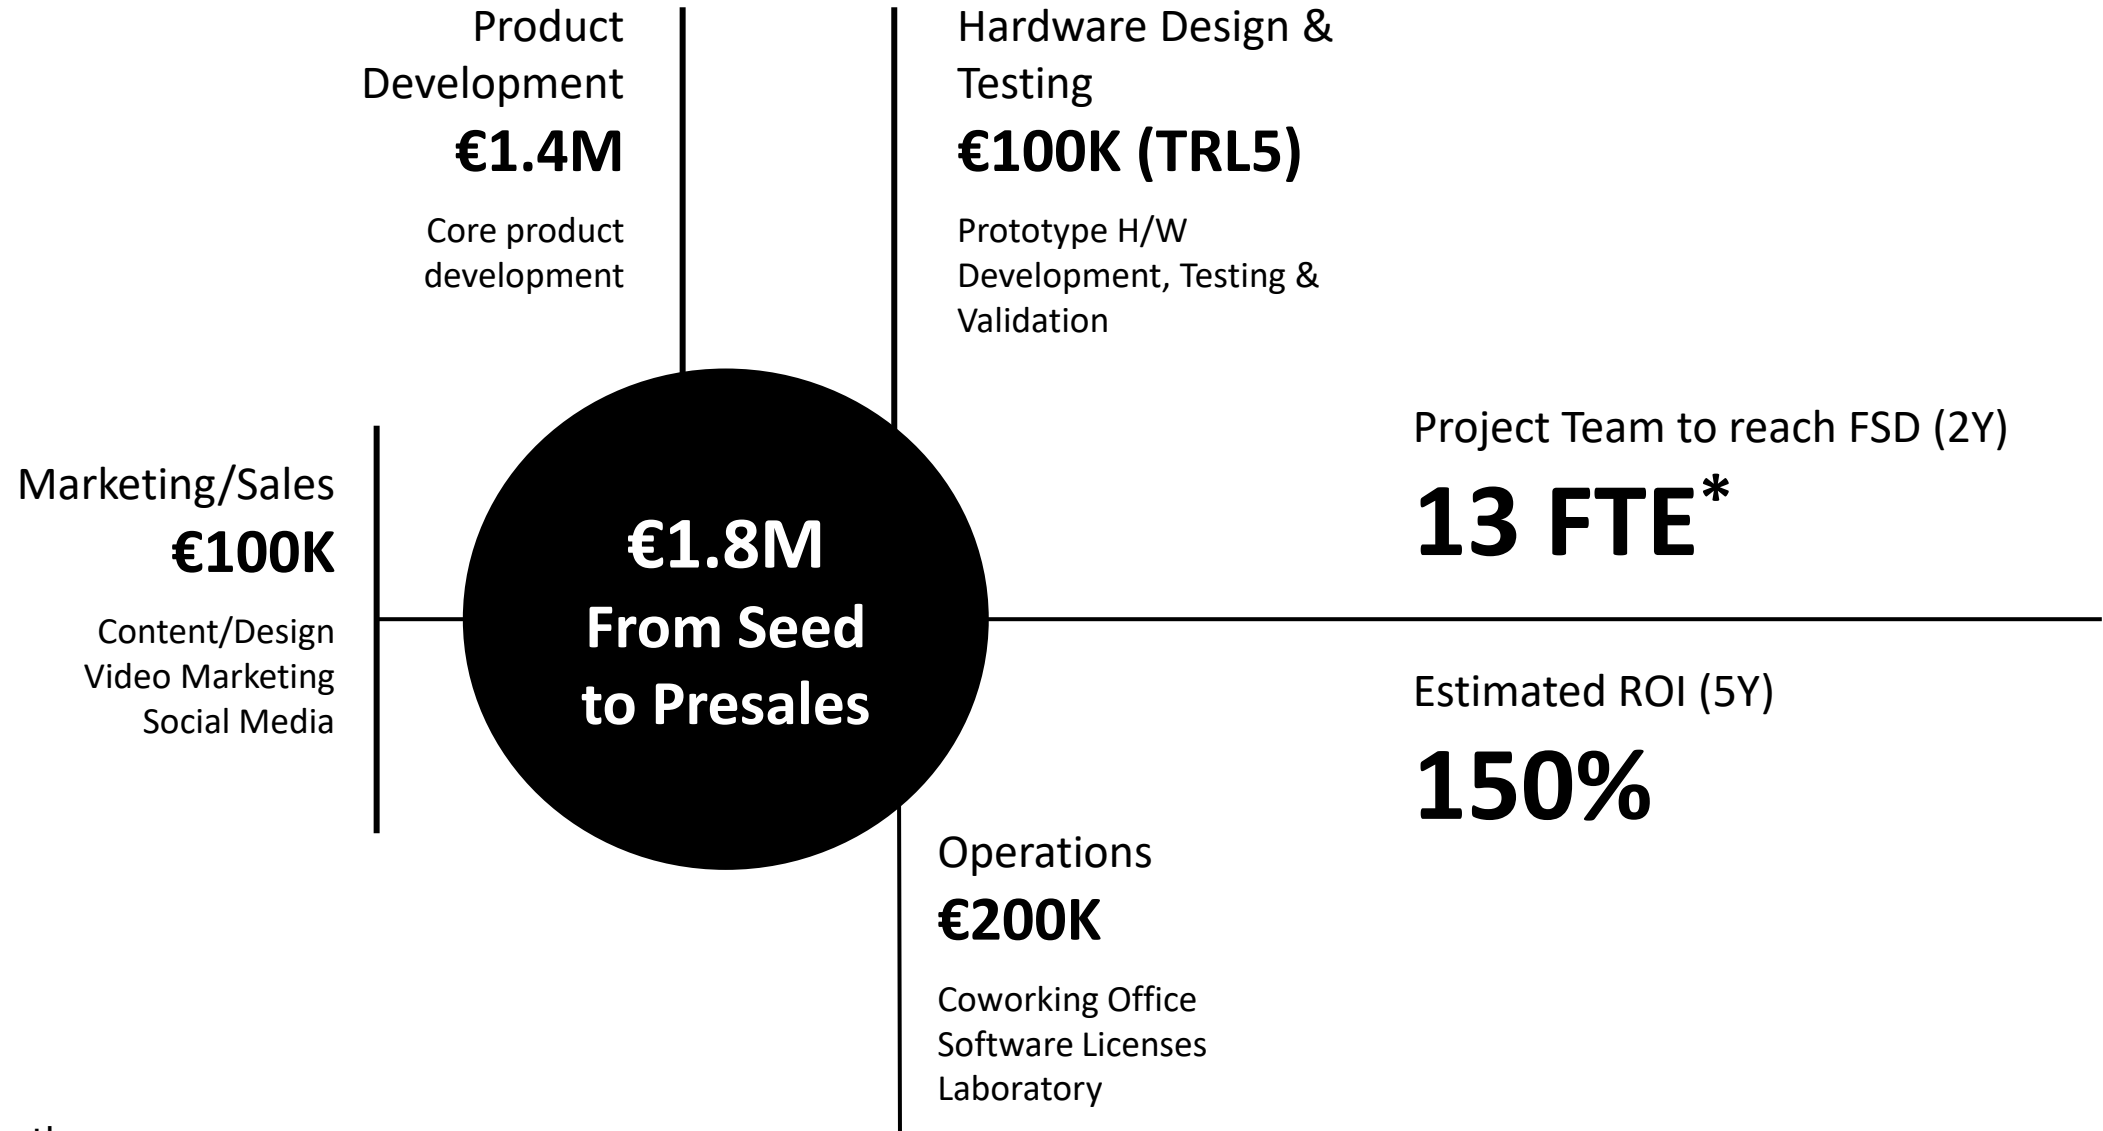 Product
Development
€1.4M
Core product
development
Hardware Design &
Testing
€100K (TRL5)
Prototype H/W
Development, Testing &
Validation
Marketing/Sales
€100K
Content/Design
Video Marketing
Social Media
€1.8M
From Seed
to Presales
Project Team to reach FSD (2Y)
13 FTE*
Estimated ROI (5Y)
150%
Operations
€200K
Coworking Office
Software Licenses
Laboratory